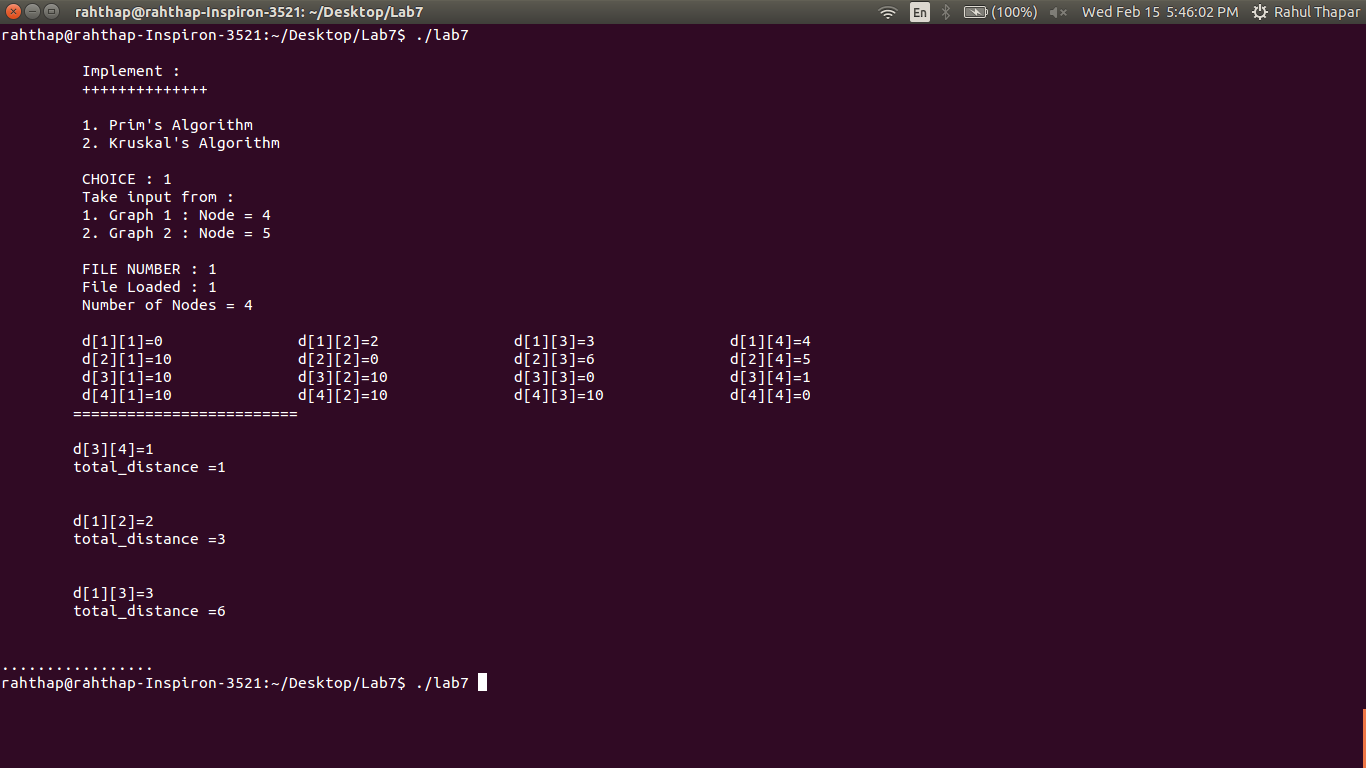 rahthap@rahthap-Inspiron-3521: ~/Desktop/Lab7 En (100%) Wed Feb 15 5:46:02 PM Rahul Thapar
rahthap@rahthap-Inspiron-3521:~/Desktop/Lab7$ ./lab7
Implement :
++++++++++++++
1. Prim's Algorithm
2. Kruskal's Algorithm
CHOICE : 1
Take input from :
1. Graph 1 : Node = 4
2. Graph 2 : Node = 5
FILE NUMBER : 1
File Loaded : 1
Number of Nodes = 4
d[1][1]=0 d[1][2]=2 d[1][3]=3 d[1][4]=4
d[2][1]=10 d[2][2]=0 d[2][3]=6 d[2][4]=5
d[3][1]=10 d[3][2]=10 d[3][3]=0 d[3][4]=1
d[4][1]=10 d[4][2]=10 d[4][3]=10 d[4][4]=0
=========================
d[3][4]=1
total_distance =1
d[1][2]=2
total_distance =3
d[1][3]=3
total_distance =6
.................
rahthap@rahthap-Inspiron-3521:~/Desktop/Lab7$ ./lab7